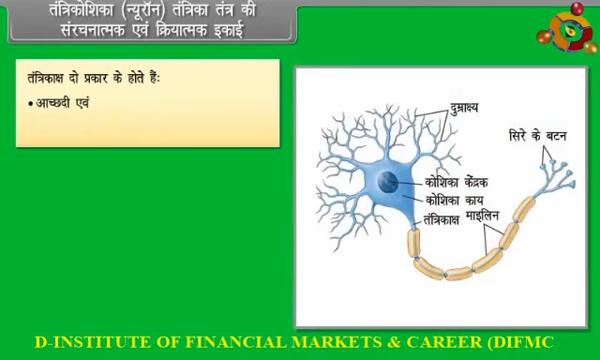 तंत्रिकोशिका (न्यूरॉन) तंत्रिका तंत्र की
संरचनात्मक एवं क्रियात्मक इकाई
तंत्रिकाक्ष दो प्रकार के होते हैं:
• आच्छदी एवं
दुम्राक्ष्य
सिरे के बटन
कोशिका केंद्रक
कोशिका काय
तंत्रिकाक्ष माइलिन
D-INSTITUTE OF FINANCIAL MARKETS & CAREER (DIFMC